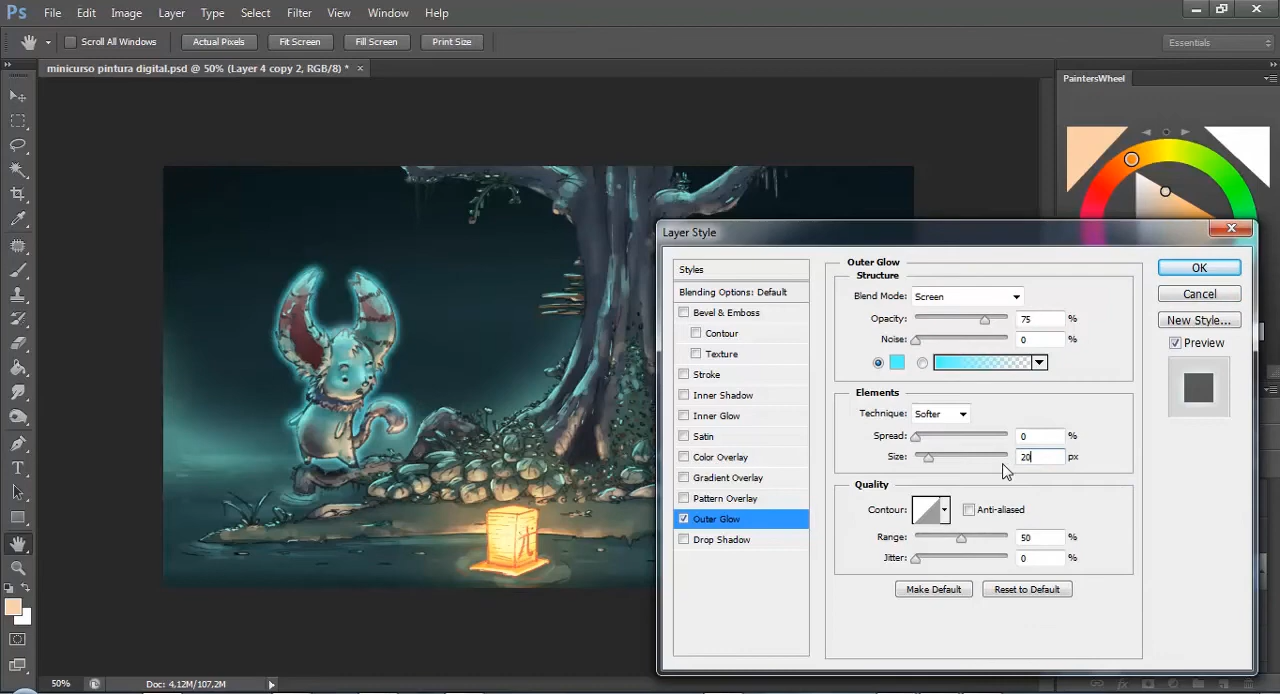 Ps File Edit Image Layer Type Select Filter View Window Help
Scroll All Windows Actual Pixels Fit Screen Fill Screen Print Size Essentials
minicurso pintura digital.psd @ 50% (Layer 4 copy 2, RGB/8) * ×
PaintersWheel
Layer Style
Styles
Blending Options: Default
Bevel & Emboss
Contour
Texture
Stroke
Inner Shadow
Inner Glow
Satin
Color Overlay
Gradient Overlay
Pattern Overlay
Outer Glow
Drop Shadow
Outer Glow
Structure
Blend Mode: Screen
Opacity: 75 %
Noise: 0 %
Elements
Technique: Softer
Spread: 0 %
Size: 20 px
Quality
Contour: Anti-aliased
Range: 50 %
Jitter: 0 %
Make Default Reset to Default
OK
Cancel
New Style...
Preview
光
T
50% Doc: 4,12M/107,2M
fx